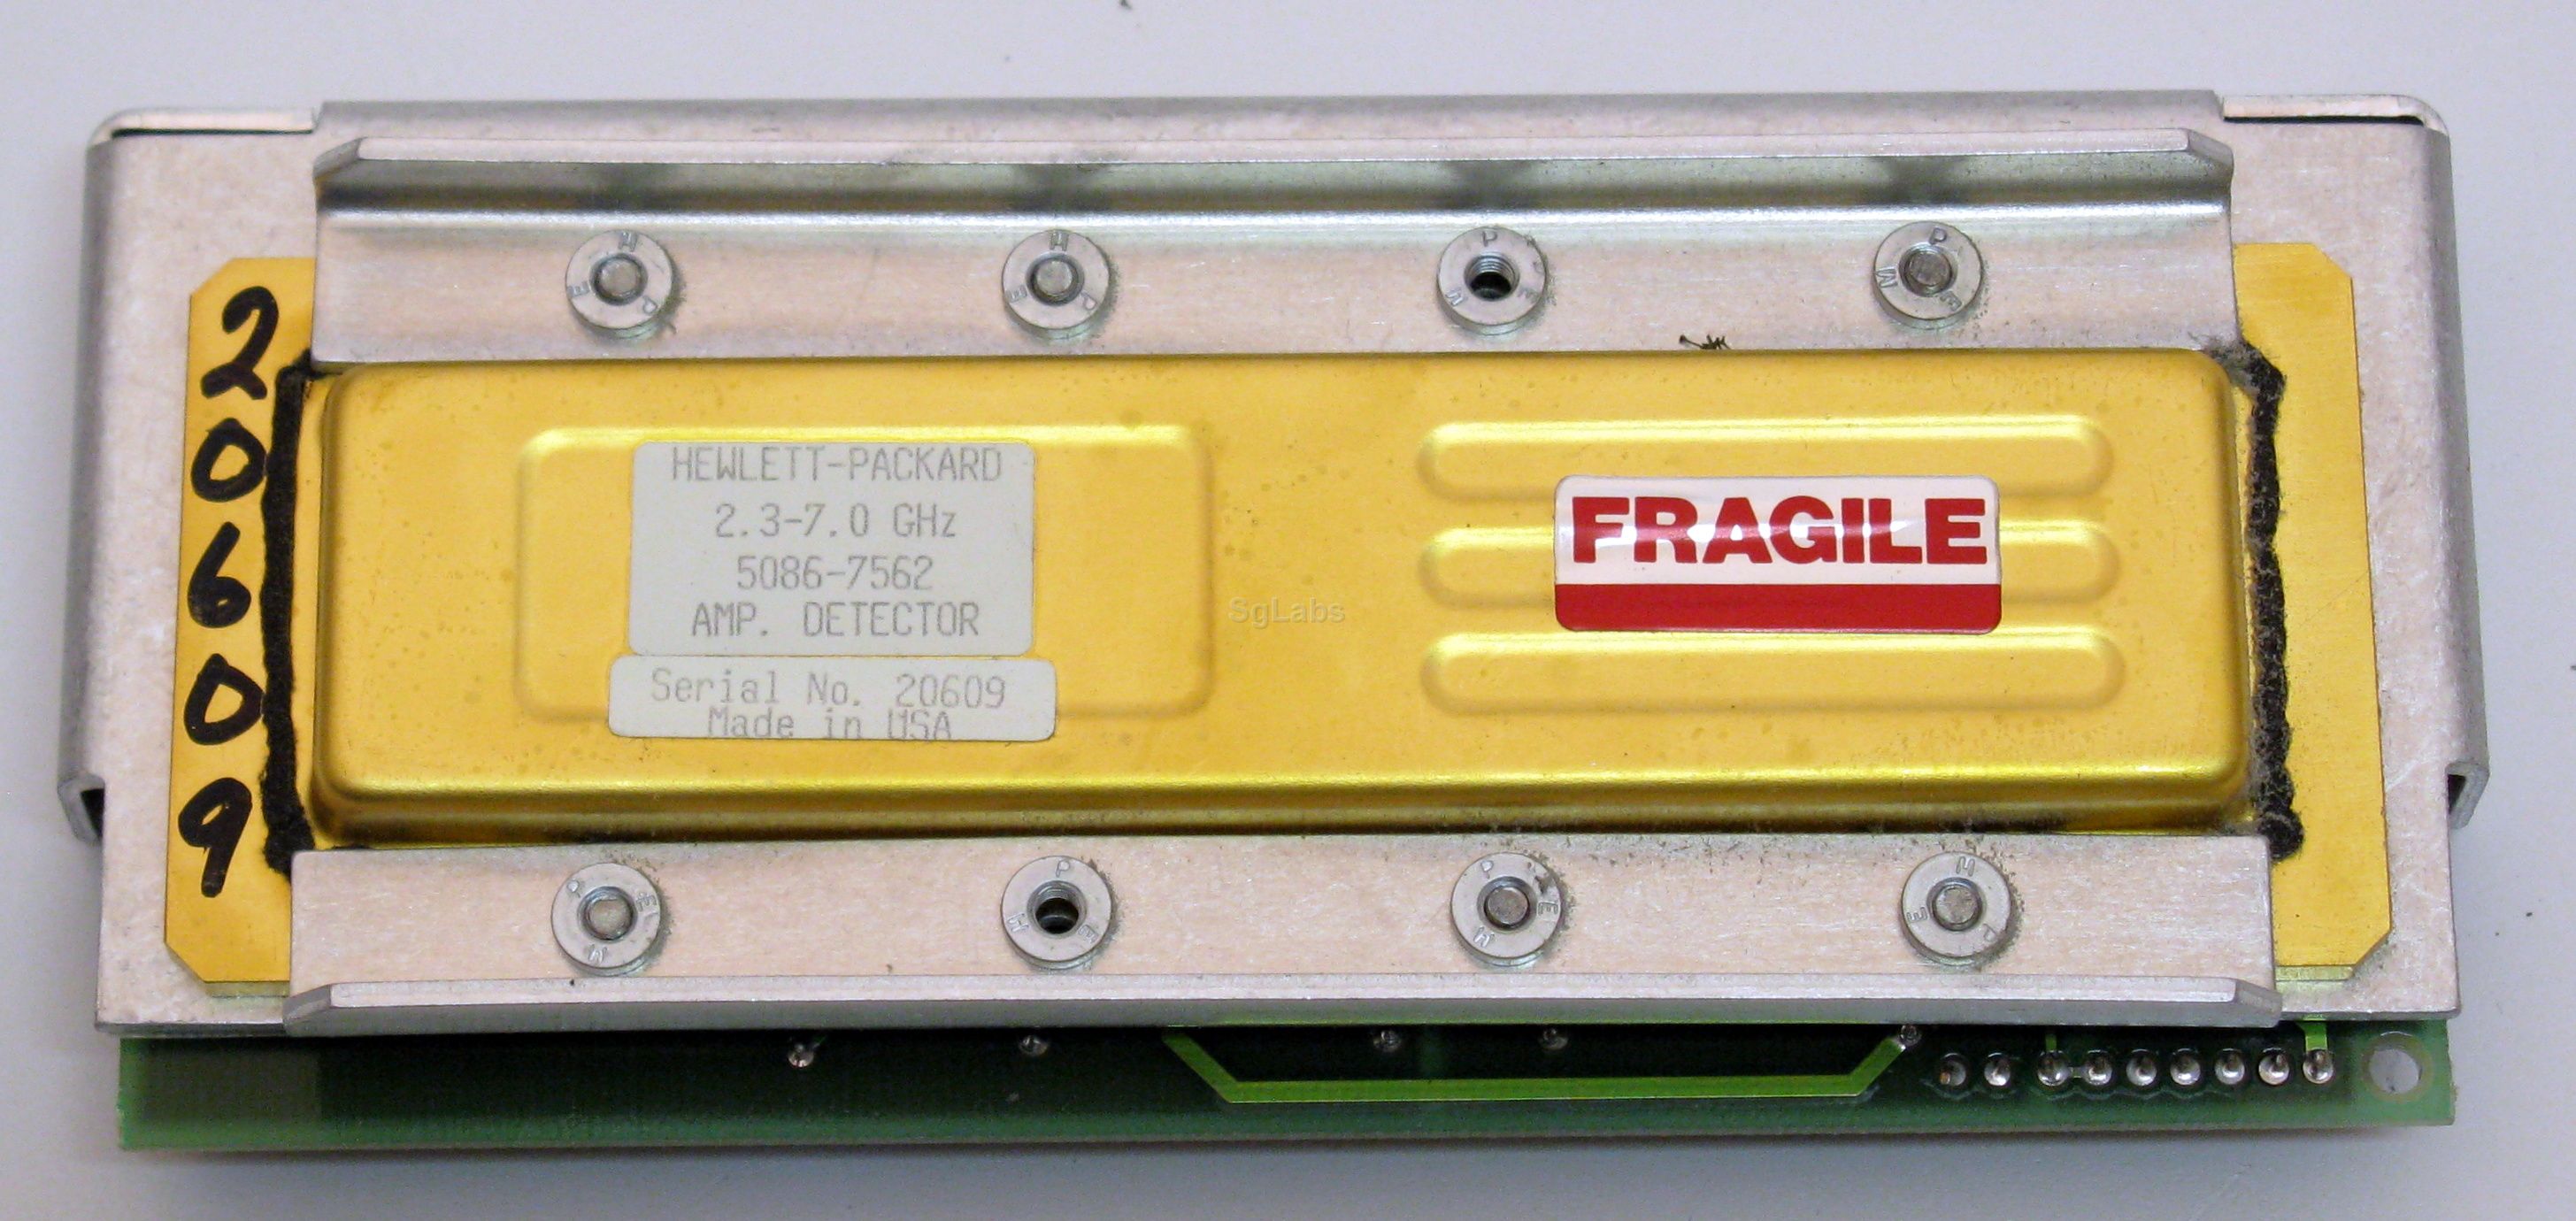 20609
HEWLETT-PACKARD
2.3-7.0 GHz
5086-7562
AMP. DETECTOR
Serial No. 20609
Made in USA
FRAGILE
SgLabs